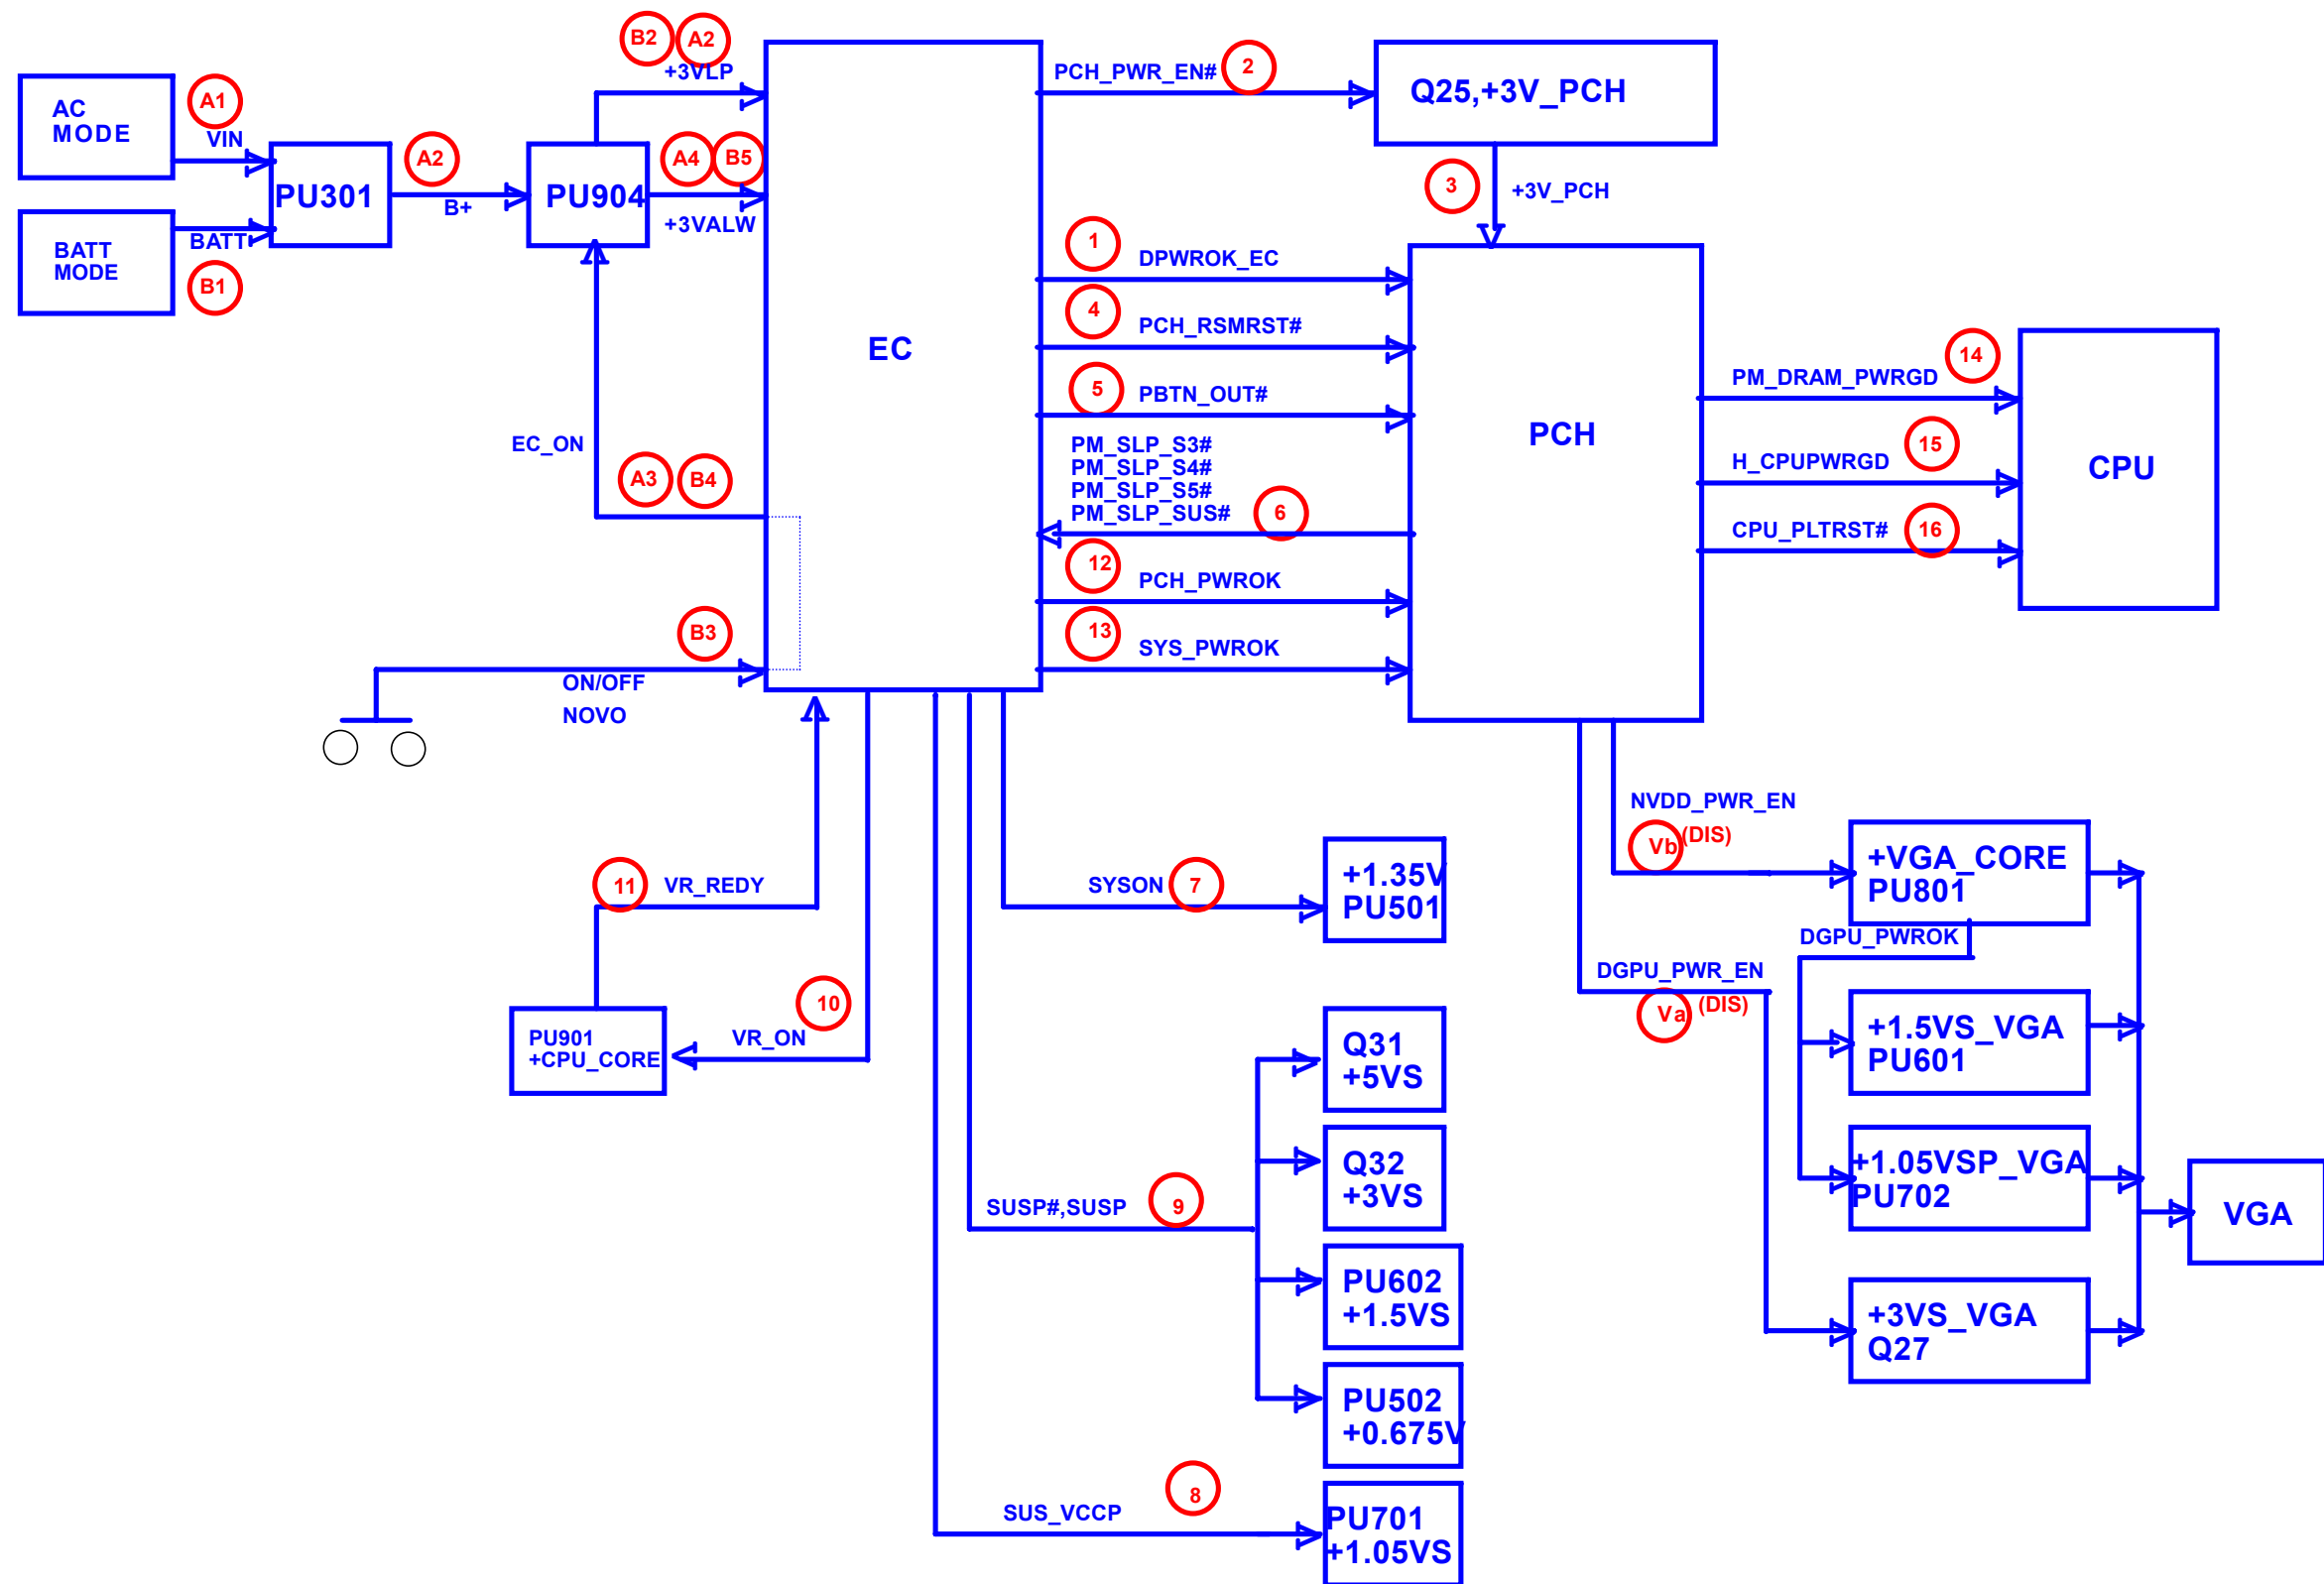 B2
A2
+3VLP
PCH_PWR_EN#
2
Q25,+3V_PCH
AC
MODE
A1
VIN
PU301
A2
B+
PU904
A4
B5
+3VALW
3
+3V_PCH
BATT
MODE
BATT
B1
EC
1
DPWROK_EC
4
PCH_RSMRST#
5
PBTN_OUT#
PM_SLP_S3#
PM_SLP_S4#
PM_SLP_S5#
PM_SLP_SUS#
6
12
PCH_PWROK
13
SYS_PWROK
PCH
PM_DRAM_PWRGD
14
H_CPUPWRGD
15
CPU_PLTRST#
16
CPU
EC_ON
A3
B4
B3
ON/OFF
NOVO
NVDD_PWR_EN
Vb
(DIS)
+VGA_CORE
PU801
DGPU_PWROK
11
VR_REDY
SYSON
7
+1.35V
PU501
DGPU_PWR_EN
Va
(DIS)
10
VR_ON
PU901
+CPU_CORE
+1.5VS_VGA
PU601
Q31
+5VS
Q32
+3VS
+1.05VSP_VGA
PU702
SUSP#,SUSP
9
VGA
PU602
+1.5VS
+3VS_VGA
Q27
PU502
+0.675V
8
SUS_VCCP
PU701
+1.05VS